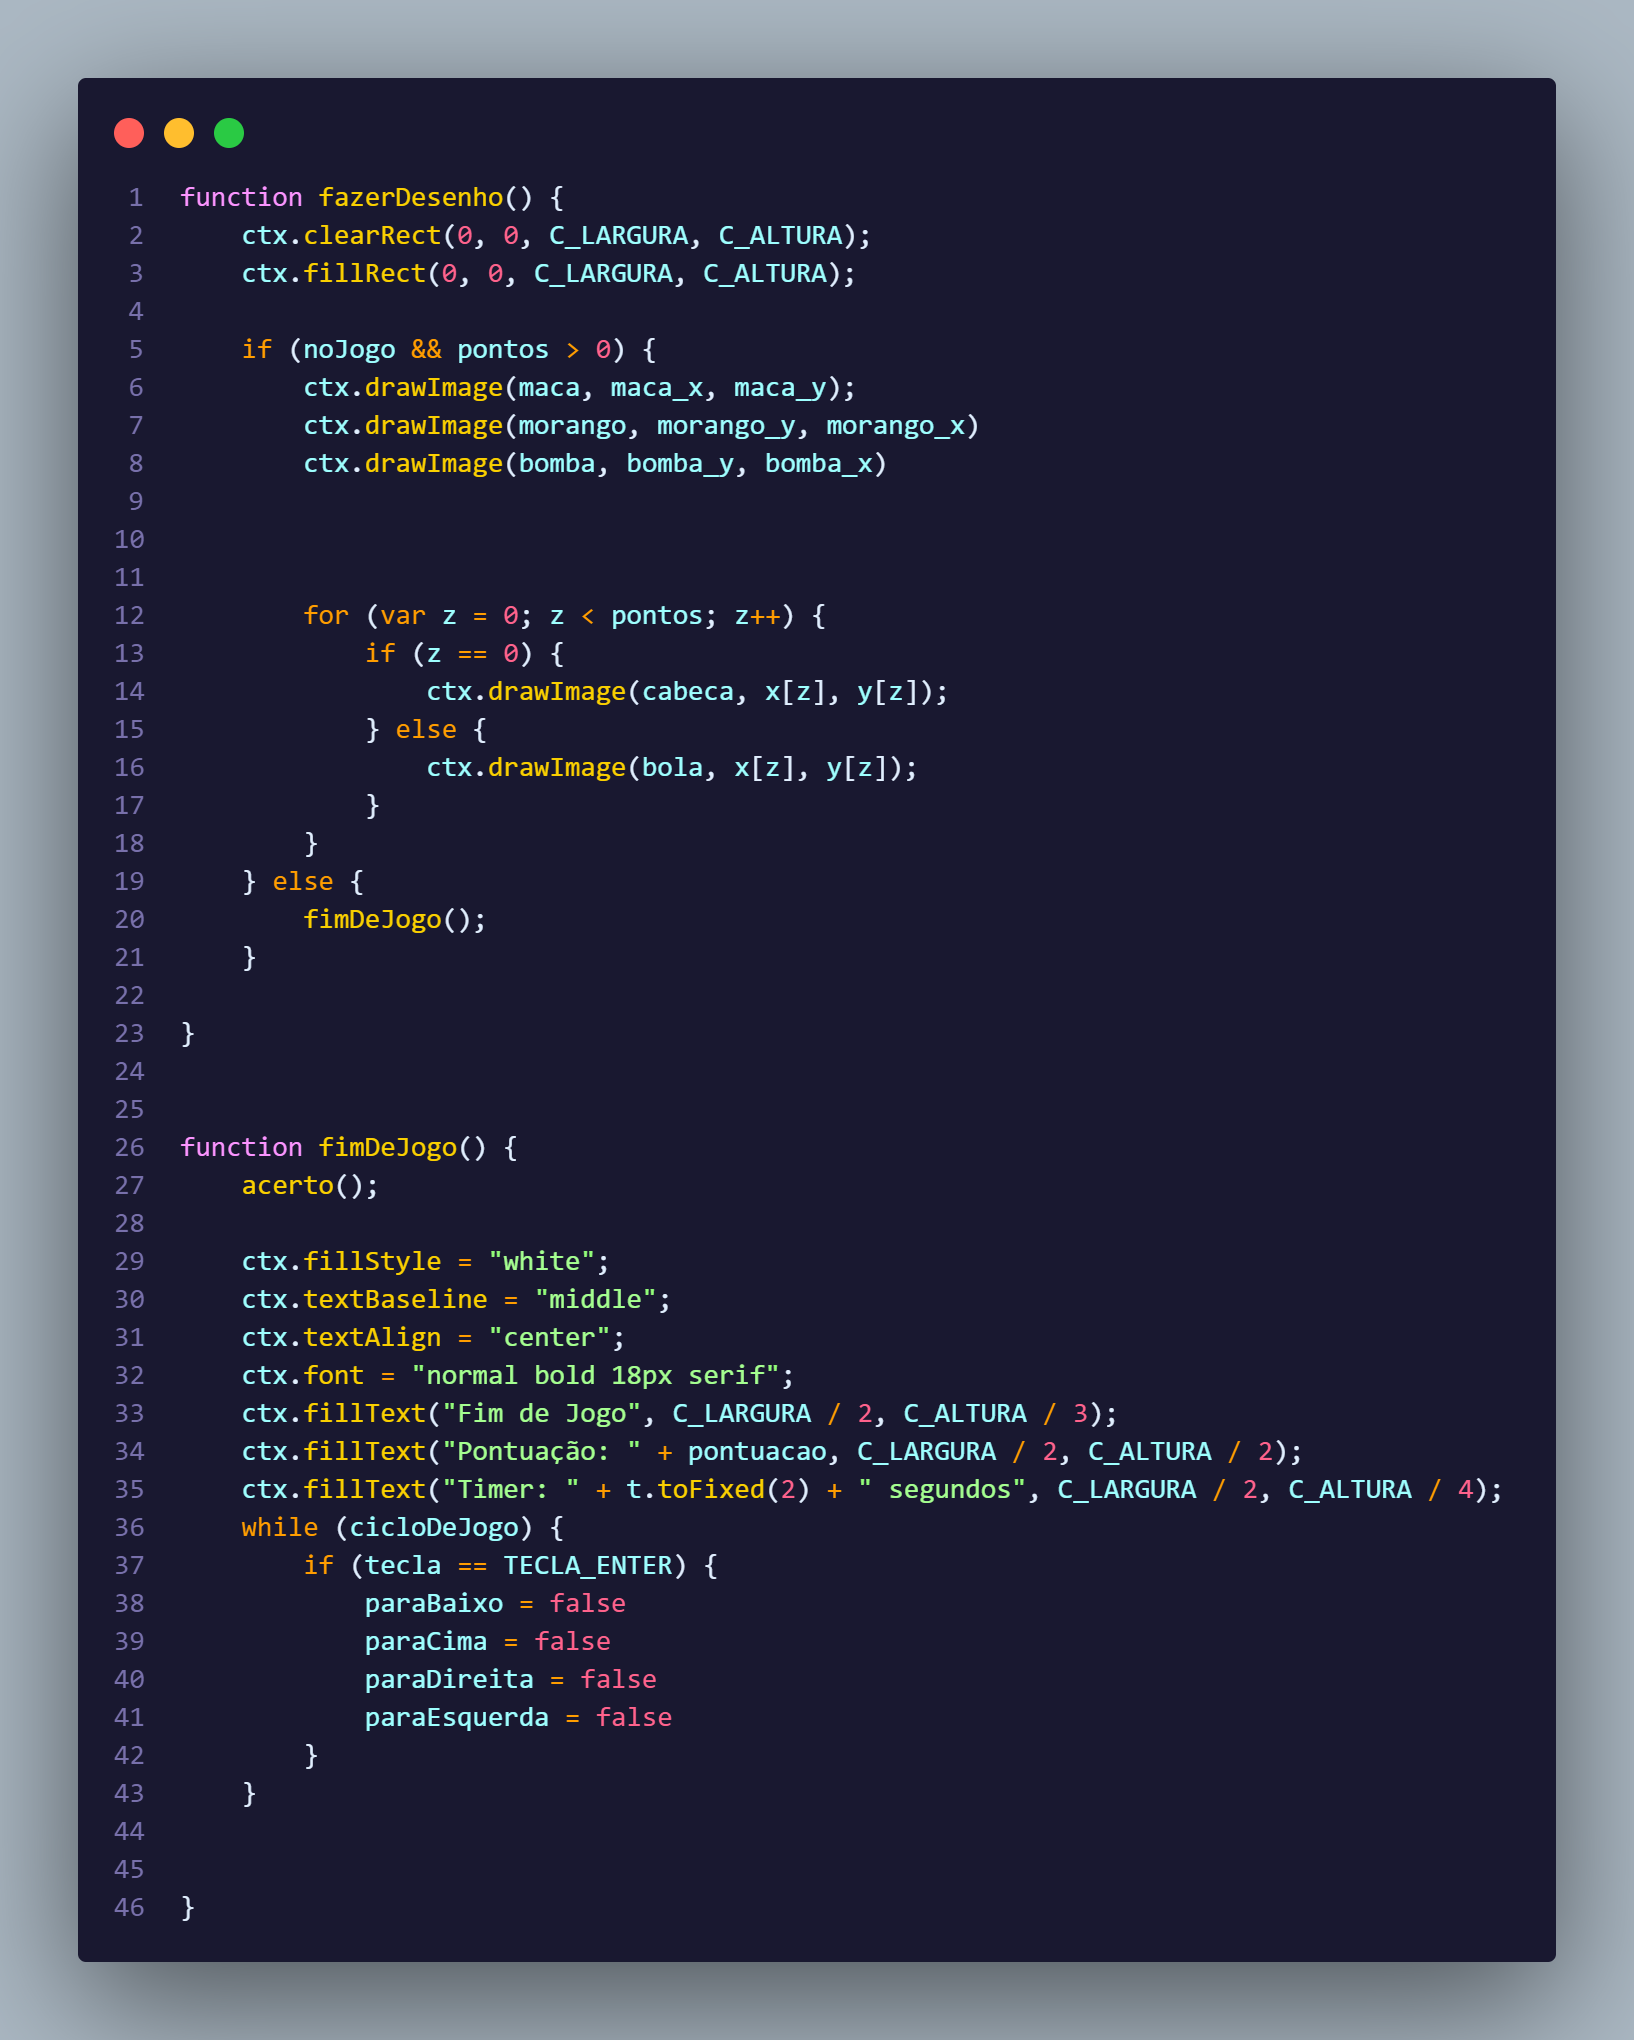 1 function fazerDesenho() {
2     ctx.clearRect(0, 0, C_LARGURA, C_ALTURA);
3     ctx.fillRect(0, 0, C_LARGURA, C_ALTURA);
4
5     if (noJogo && pontos > 0) {
6         ctx.drawImage(maca, maca_x, maca_y);
7         ctx.drawImage(morango, morango_y, morango_x)
8         ctx.drawImage(bomba, bomba_y, bomba_x)
9
10
11
12         for (var z = 0; z < pontos; z++) {
13             if (z == 0) {
14                 ctx.drawImage(cabeca, x[z], y[z]);
15             } else {
16                 ctx.drawImage(bola, x[z], y[z]);
17             }
18         }
19     } else {
20         fimDeJogo();
21     }
22
23 }
24
25
26 function fimDeJogo() {
27     acerto();
28
29     ctx.fillStyle = "white";
30     ctx.textBaseline = "middle";
31     ctx.textAlign = "center";
32     ctx.font = "normal bold 18px serif";
33     ctx.fillText("Fim de Jogo", C_LARGURA / 2, C_ALTURA / 3);
34     ctx.fillText("Pontuação: " + pontuacao, C_LARGURA / 2, C_ALTURA / 2);
35     ctx.fillText("Timer: " + t.toFixed(2) + " segundos", C_LARGURA / 2, C_ALTURA / 4);
36     while (cicloDeJogo) {
37         if (tecla == TECLA_ENTER) {
38             paraBaixo = false
39             paraCima = false
40             paraDireita = false
41             paraEsquerda = false
42         }
43     }
44
45
46 }